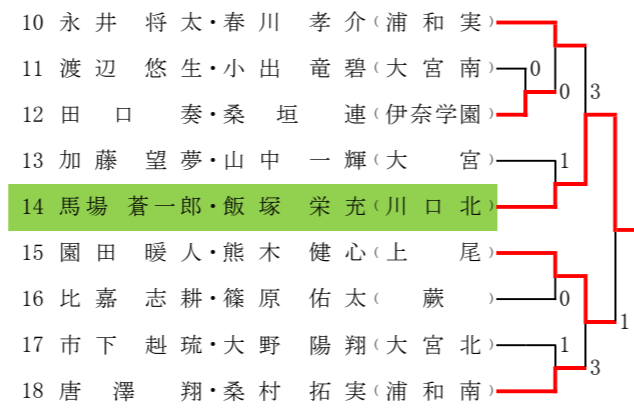 10 永井 将太・春川 孝介(浦和実)
11 渡辺 悠生・小出 竜碧(大宮南) 0
0 3
12 田口 奏・桑垣 連(伊奈学園)
13 加藤 望夢・山中 一輝(大宮) 1
14 馬場 蒼一郎・飯塚 栄充(川口北)
15 園田 暖人・熊木 健心(上尾)
16 比嘉 志耕・篠原 佑太(蕨) 0
1
17 市下 赳琉・大野 陽翔(大宮北) 1
3
18 唐澤 翔・桑村 拓実(浦和南)